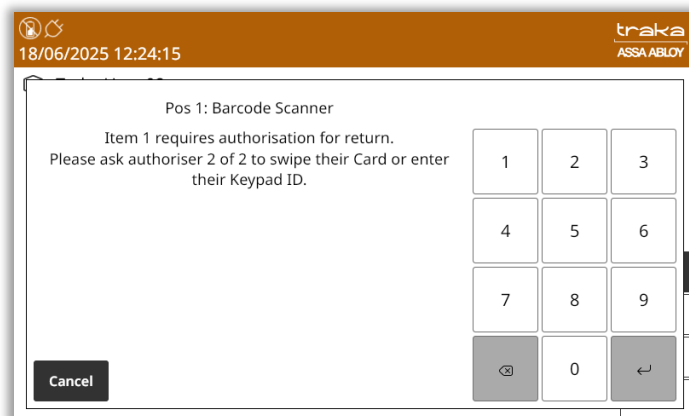 traka
18/06/2025 12:24:15
ASSA ABLOY
Pos 1: Barcode Scanner
Item 1 requires authorisation for return.
Please ask authoriser 2 of 2 to swipe their Card or enter
their Keypad ID.
1 2 3
4 5 6
7 8 9
0
Cancel